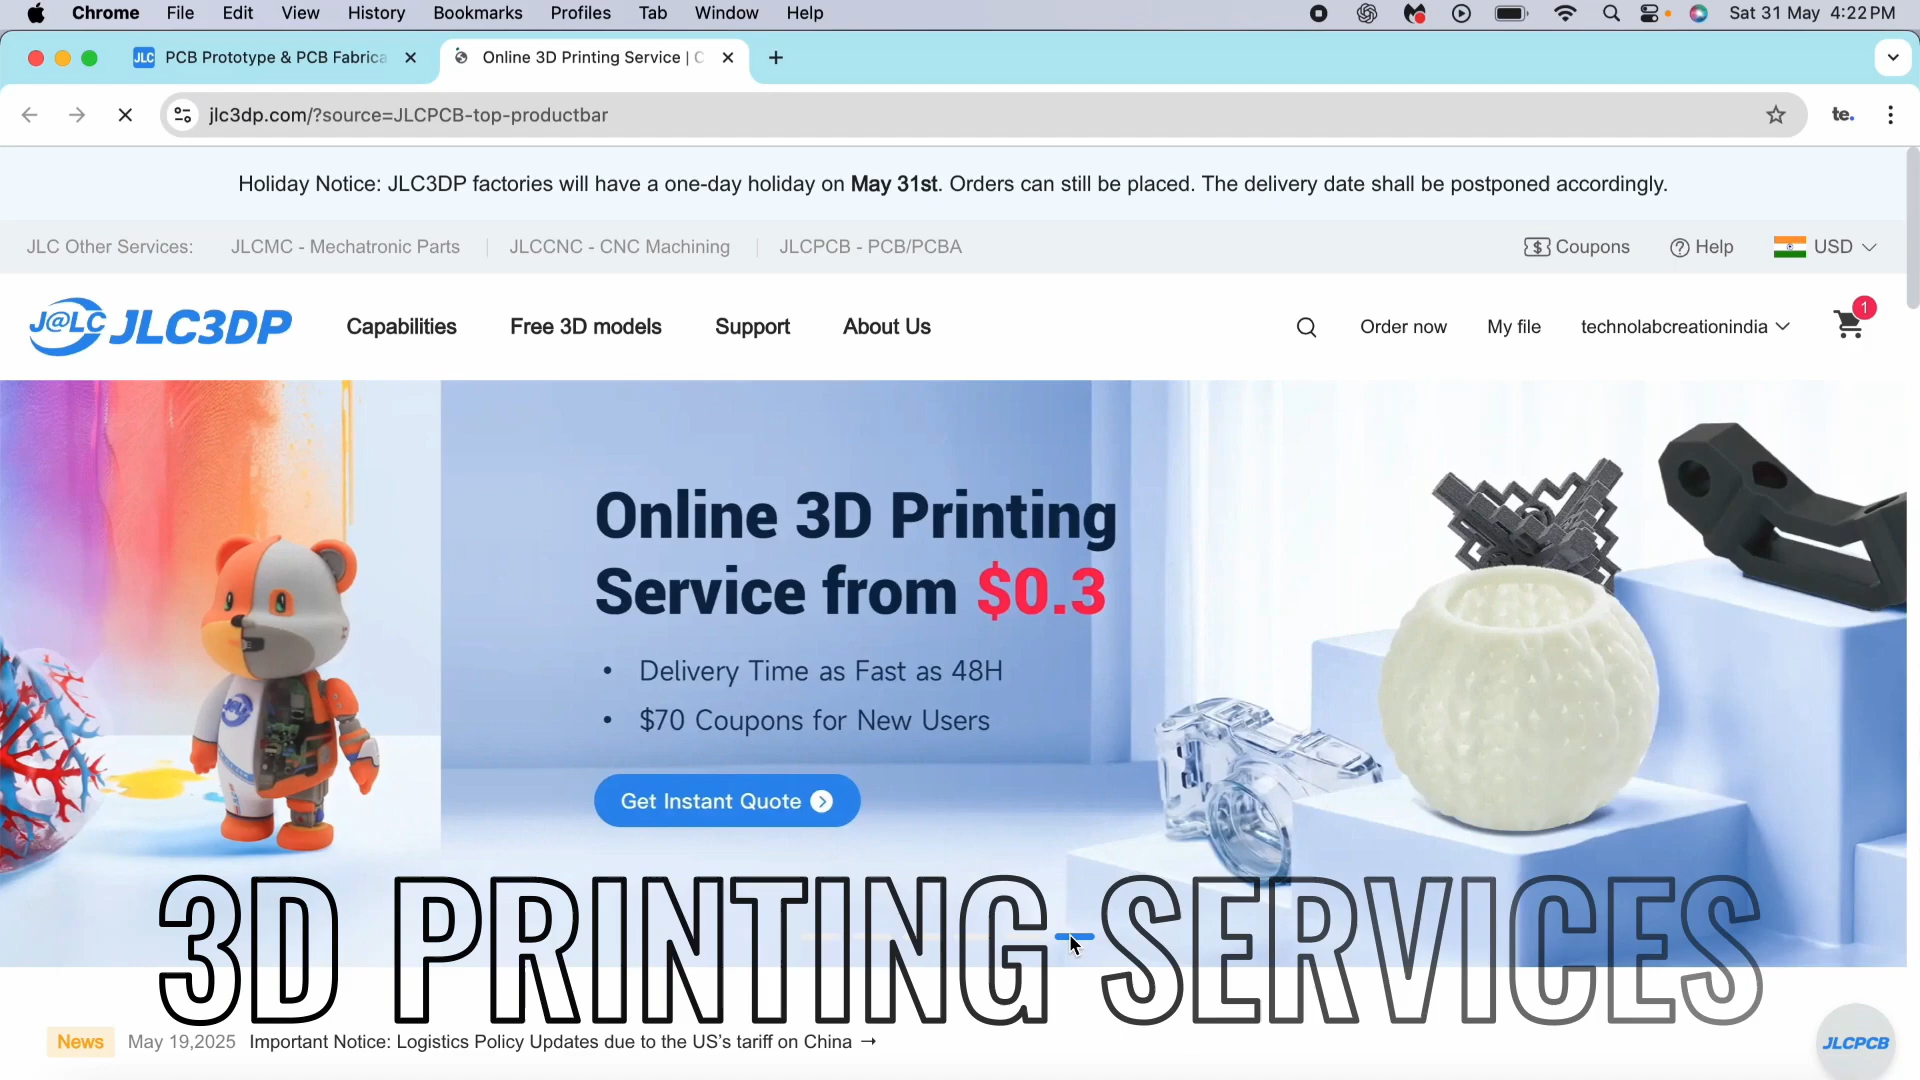 Chrome File Edit View History Bookmarks Profiles Tab Window Help Sat 31 May 4:22 PM
JLC PCB Prototype & PCB Fabrica Online 3D Printing Service | C
jlc3dp.com/?source=JLCPCB-top-productbar te.
Holiday Notice: JLC3DP factories will have a one-day holiday on May 31st. Orders can still be placed. The delivery date shall be postponed accordingly.
JLC Other Services: JLCMC - Mechatronic Parts JLCCNC - CNC Machining JLCPCB - PCB/PCBA Coupons Help USD
J@LC JLC3DP Capabilities Free 3D models Support About Us Order now My file technolabcreationindia 1
Online 3D Printing
Service from $0.3
• Delivery Time as Fast as 48H
• $70 Coupons for New Users
Get Instant Quote
3D PRINTING SERVICES
News May 19,2025 Important Notice: Logistics Policy Updates due to the US's tariff on China →
JLCPCB